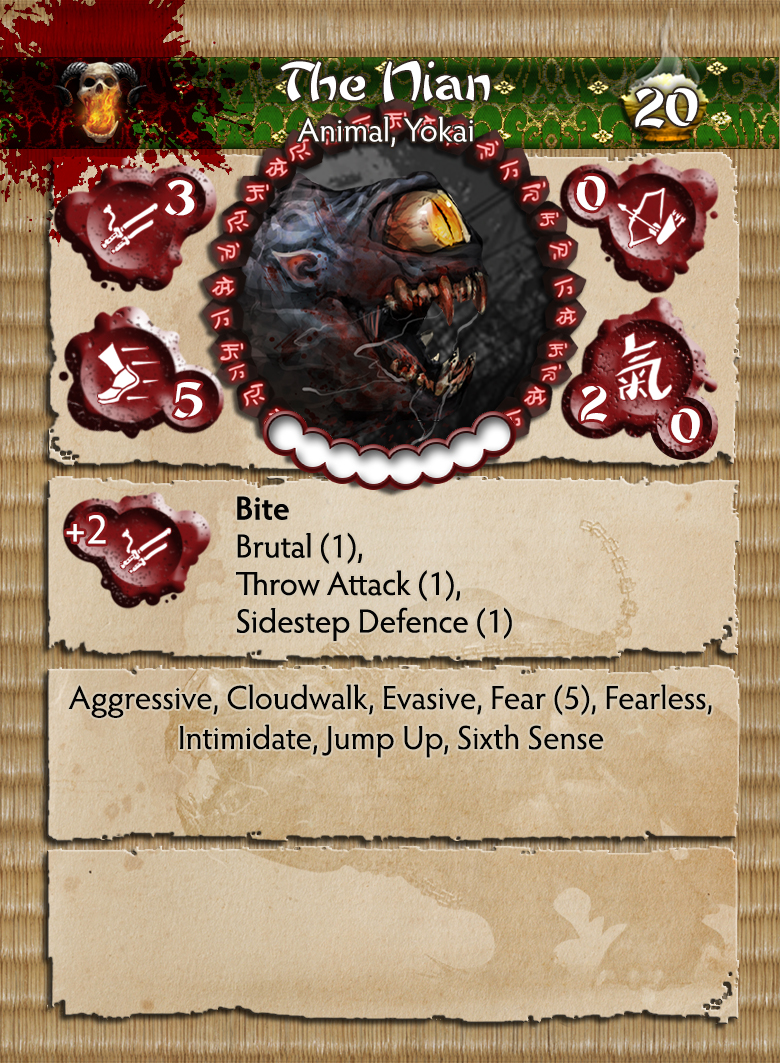 The Nian
20
Animal, Yokai
3
0
5
氣
2
0
+2
Bite
Brutal (1),
Throw Attack (1),
Sidestep Defence (1)
Aggressive, Cloudwalk, Evasive, Fear (5), Fearless,
Intimidate, Jump Up, Sixth Sense